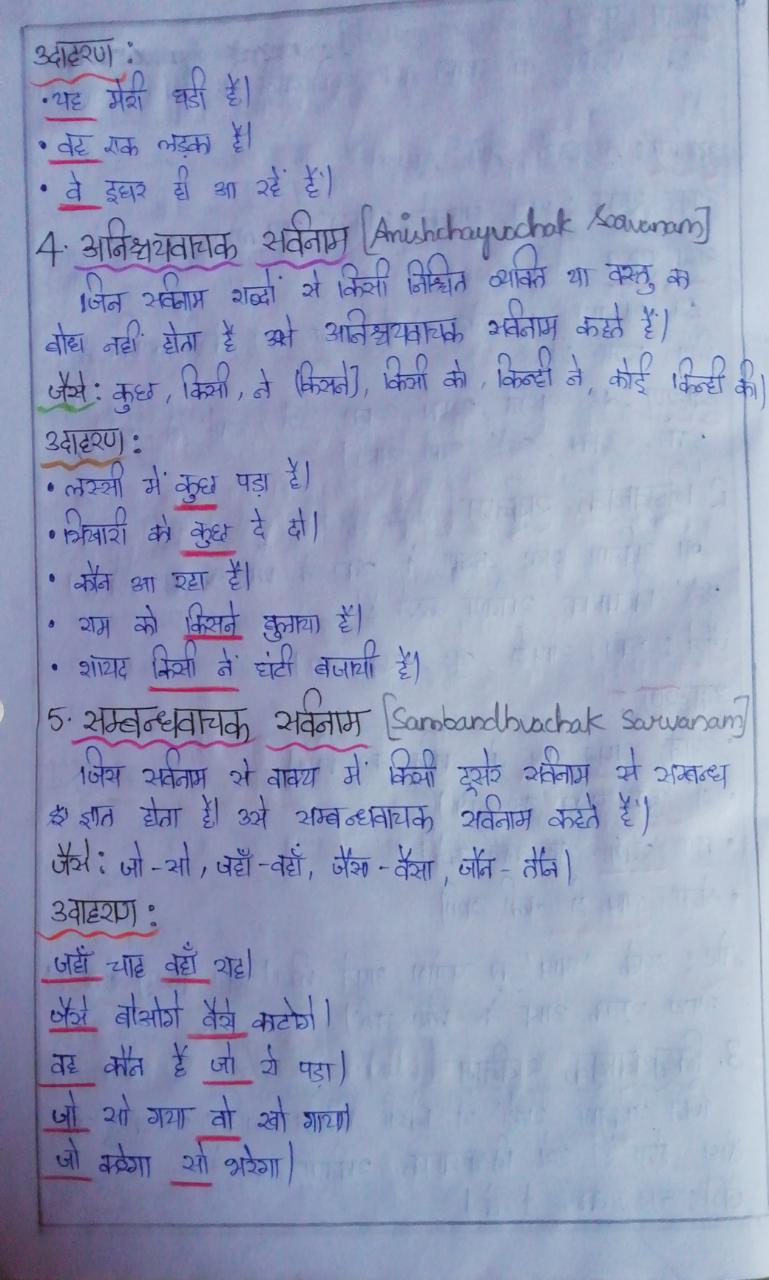 उदाहरण :
• यह मेरी घडी है।
• वह एक लड़का है।
• वे इधर ही आ रहें हैं।
4. अनिश्चयवाचक सर्वनाम [Anishchayvachak Sarvanam]
जिन सर्वनाम शब्दों से किसी निश्चित व्यक्ति या वस्तु क
बोध नहीं होता है उसे अनिश्चयवाचक सर्वनाम कहते हैं।
जैसे : कुछ, किसी, ने (किसने), किसी को, किन्ही ने, कोई किन्ही की।
उदाहरण :
• लस्सी में कुछ पड़ा है।
• भिखारी को कुछ दे दो।
• कौन आ रहा है।
• राम को किसने बुलाया है।
• शायद किसी नें घंटी बजायी है।
5. सम्बन्धवाचक सर्वनाम [Sambandhvachak Sarvanam]
जिस सर्वनाम से वाक्य में किसी दूसरे सर्वनाम से सम्बन्ध
ज्ञात होता है। उसे सम्बन्धवाचक सर्वनाम कहते हैं।
जैसे : जो - सो, जहाँ - वहाँ, जैसा - वैसा, जौन - तौन।
उदाहरण :
जहाँ चाह वहाँ राह।
जैसे बोओगे वैसे काटोगे।
वह कौन है जो रो पड़ा।
जो सो गया वो खो गया।
जो करेगा सो भरेगा।